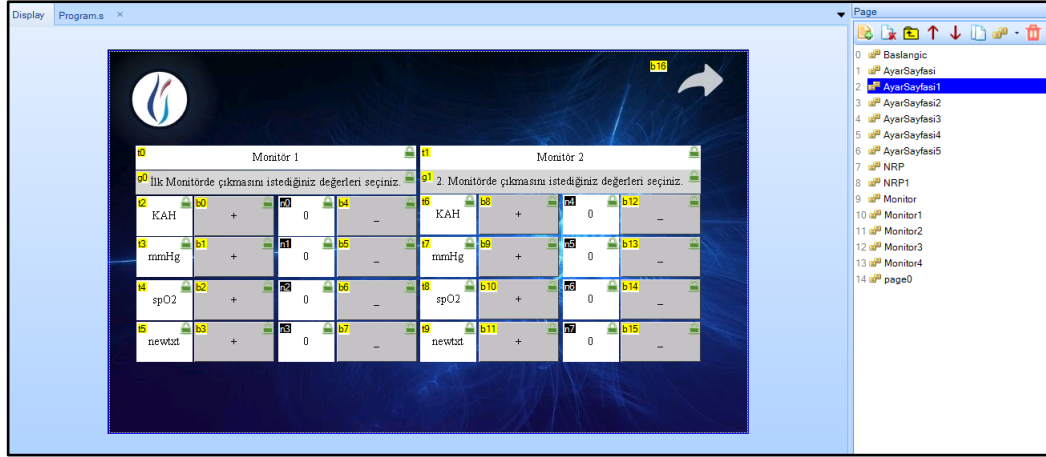 Display Program.s ×
Page
b16
t0 Monitör 1 t1 Monitör 2
g0 İlk Monitörde çıkmasını istediğiniz değerleri seçiniz. g1 2. Monitörde çıkmasını istediğiniz değerleri seçiniz.
t2 KAH b0 + n0 0 b4 _ t6 KAH b8 + n4 0 b12 _
t3 mmHg b1 + n1 0 b5 _ t7 mmHg b9 + n5 0 b13 _
t4 spO2 b2 + n2 0 b6 _ t8 spO2 b10 + n6 0 b14 _
t5 newtxt b3 + n3 0 b7 _ t9 newtxt b11 + n7 0 b15 _
0 Baslangic
1 AyarSayfasi
2 AyarSayfasi1
3 AyarSayfasi2
4 AyarSayfasi3
5 AyarSayfasi4
6 AyarSayfasi5
7 NRP
8 NRP1
9 Monitor
10 Monitor1
11 Monitor2
12 Monitor3
13 Monitor4
14 page0